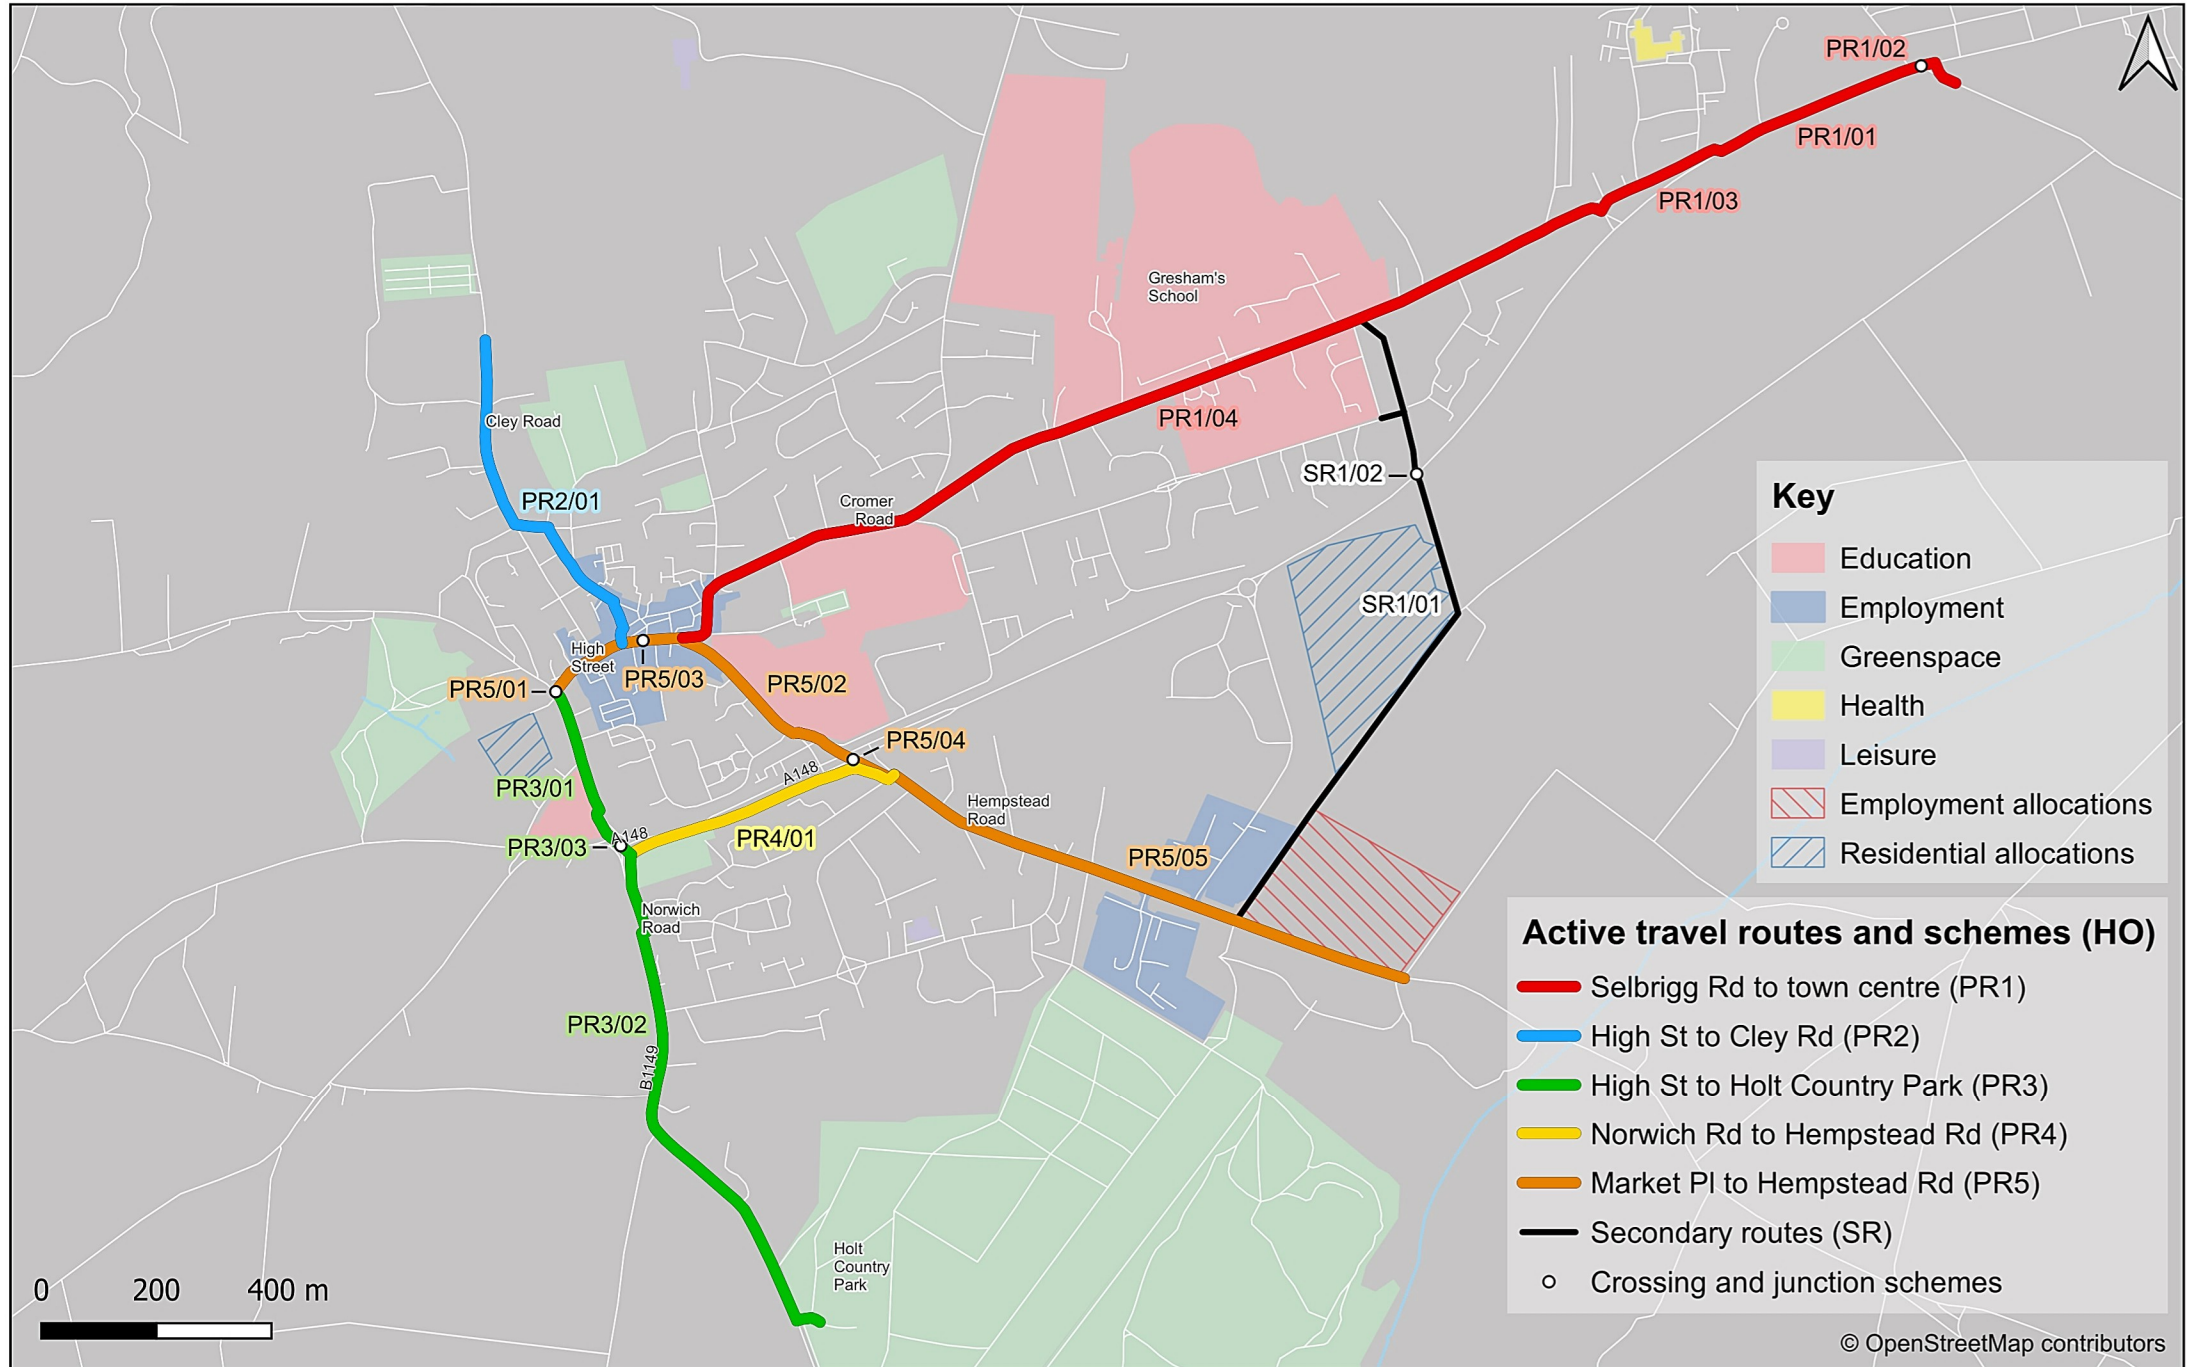 PR1/02
PR1/01
PR1/03
Gresham's
School
PR1/04
Cley Road
SR1/02
PR2/01
Cromer
Road
SR1/01
High
Street
PR5/03
PR5/01
PR5/02
PR5/04
A148
PR3/01
Hempstead
Road
A148
PR4/01
PR3/03
PR5/05
Norwich
Road
PR3/02
B1149
Holt
Country
Park
0 200 400 m
Key
Education
Employment
Greenspace
Health
Leisure
Employment allocations
Residential allocations
Active travel routes and schemes (HO)
Selbrigg Rd to town centre (PR1)
High St to Cley Rd (PR2)
High St to Holt Country Park (PR3)
Norwich Rd to Hempstead Rd (PR4)
Market Pl to Hempstead Rd (PR5)
Secondary routes (SR)
Crossing and junction schemes
© OpenStreetMap contributors